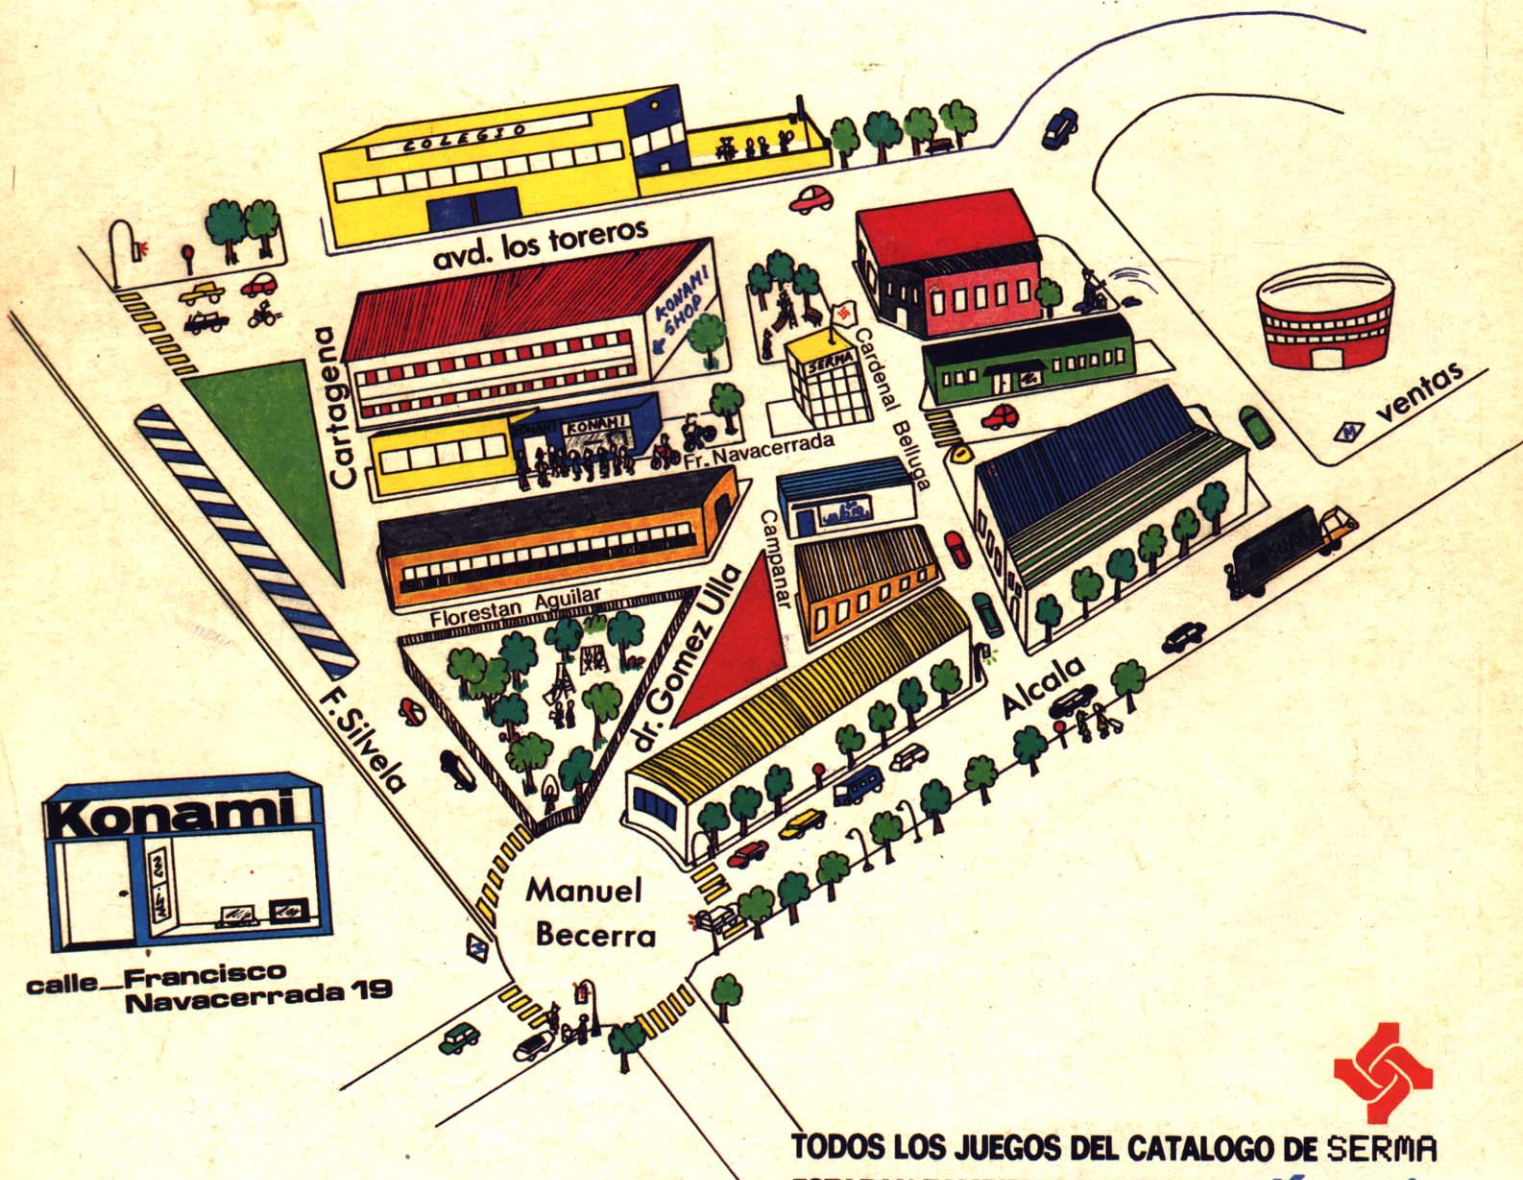 COLEGIO
avd. los toreros
KONAMI
SHOP
Cartagena
SERMA
Cardenal Belluga
ventas
M
KONAMI
KONAMI
Fr. Navacerrada
Campanar
Florestan Aguilar
dr. Gomez Ulla
F. Silvela
Alcala
Konami
Manuel
Becerra
M
calle_Francisco
Navacerrada 19
TODOS LOS JUEGOS DEL CATALOGO DE SERMA